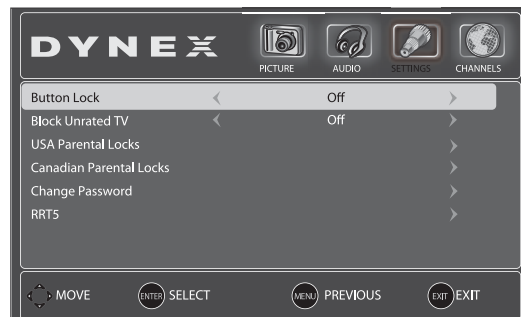 DYNEX
PICTURE AUDIO SETTINGS CHANNELS
Button Lock Off
Block Unrated TV Off
USA Parental Locks
Canadian Parental Locks
Change Password
RRT5
MOVE ENTER SELECT MENU PREVIOUS EXIT EXIT